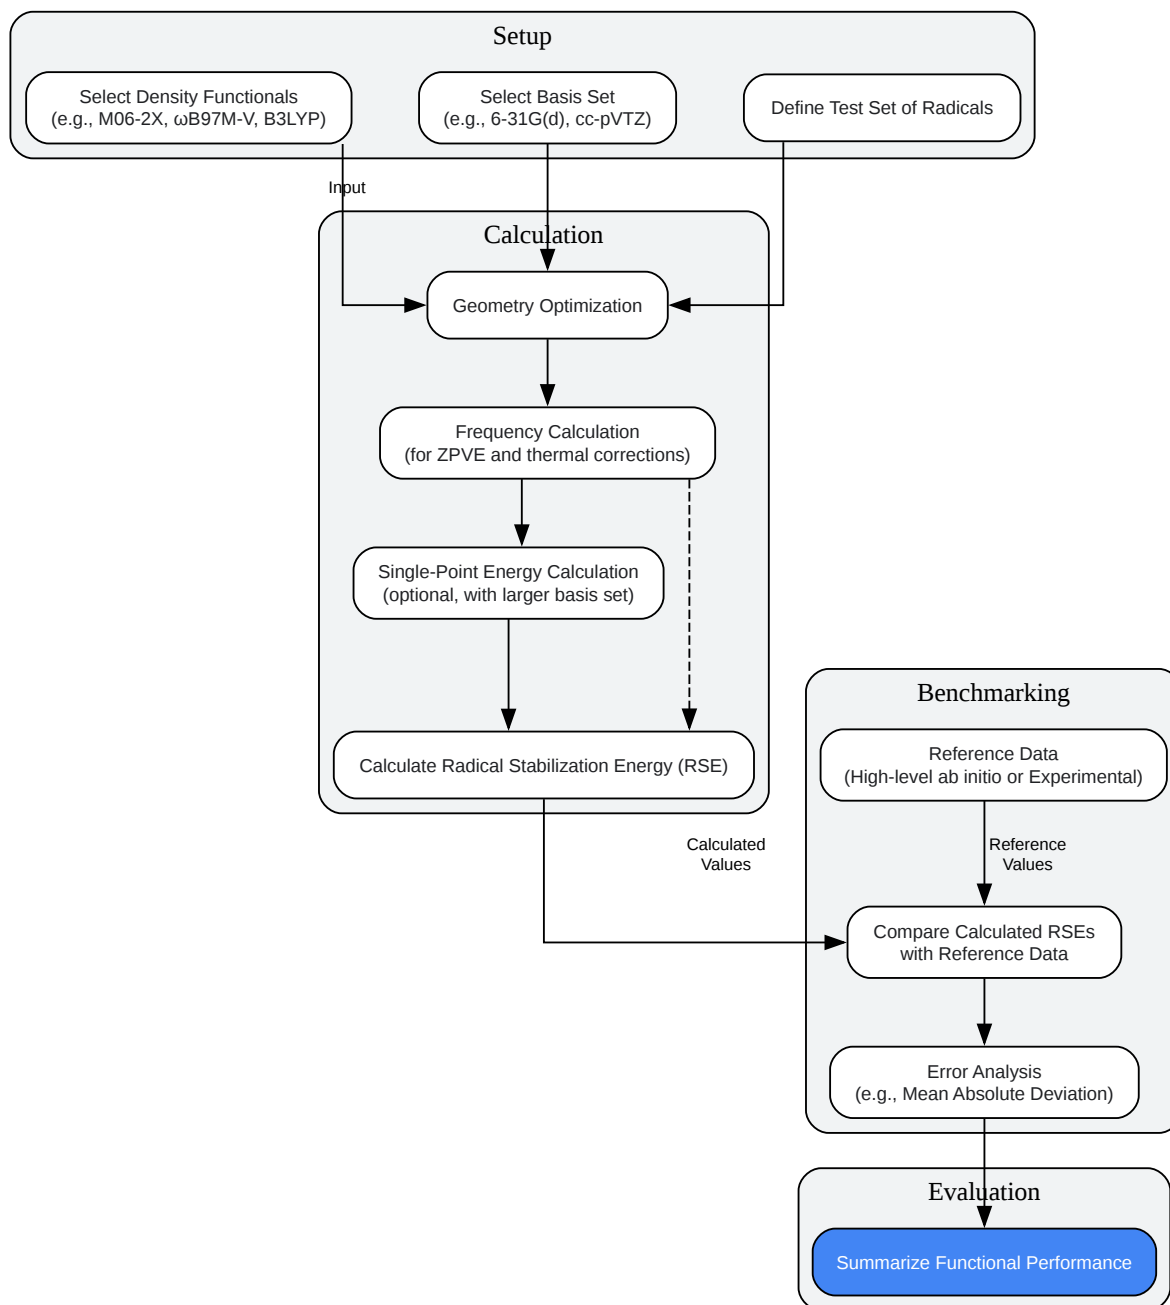 Setup
Select Density Functionals
(e.g., M06-2X, ωB97M-V, B3LYP)
Select Basis Set
(e.g., 6-31G(d), cc-pVTZ)
Define Test Set of Radicals
Input
Calculation
Geometry Optimization
Frequency Calculation
(for ZPVE and thermal corrections)
Single-Point Energy Calculation
(optional, with larger basis set)
Calculate Radical Stabilization Energy (RSE)
Calculated
Values
Benchmarking
Reference Data
(High-level ab initio or Experimental)
Reference
Values
Compare Calculated RSEs
with Reference Data
Error Analysis
(e.g., Mean Absolute Deviation)
Evaluation
Summarize Functional Performance